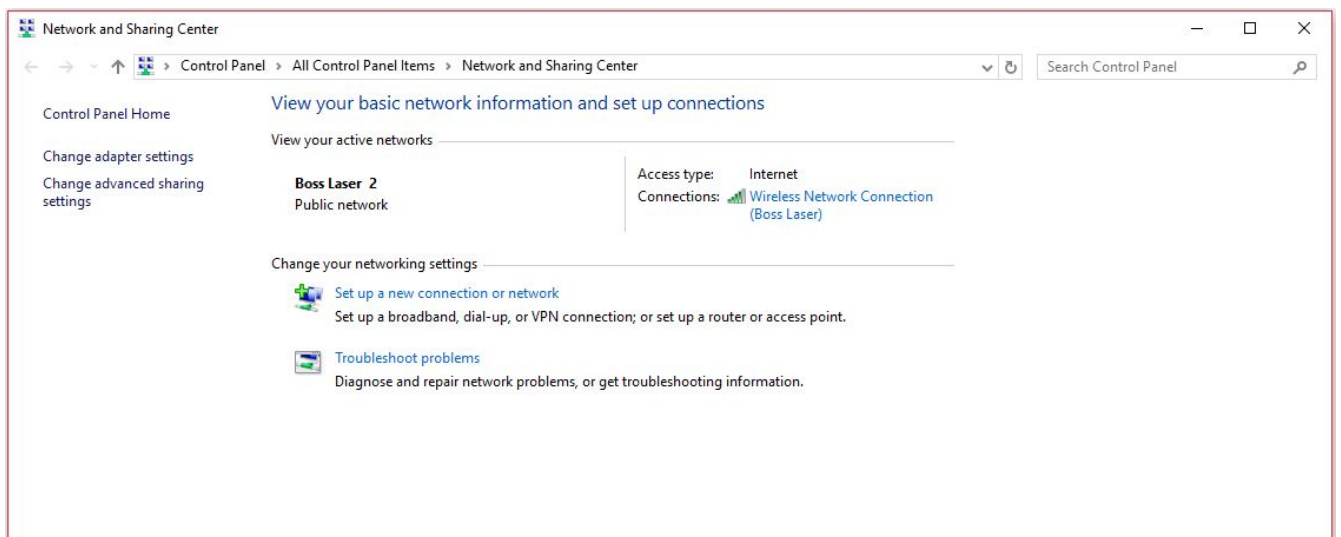 Network and Sharing Center
Control Panel > All Control Panel Items > Network and Sharing Center
Search Control Panel
Control Panel Home
Change adapter settings
Change advanced sharing
settings
View your basic network information and set up connections
View your active networks
Boss Laser 2
Public network
Access type: Internet
Connections: Wireless Network Connection
(Boss Laser)
Change your networking settings
Set up a new connection or network
Set up a broadband, dial-up, or VPN connection; or set up a router or access point.
Troubleshoot problems
Diagnose and repair network problems, or get troubleshooting information.